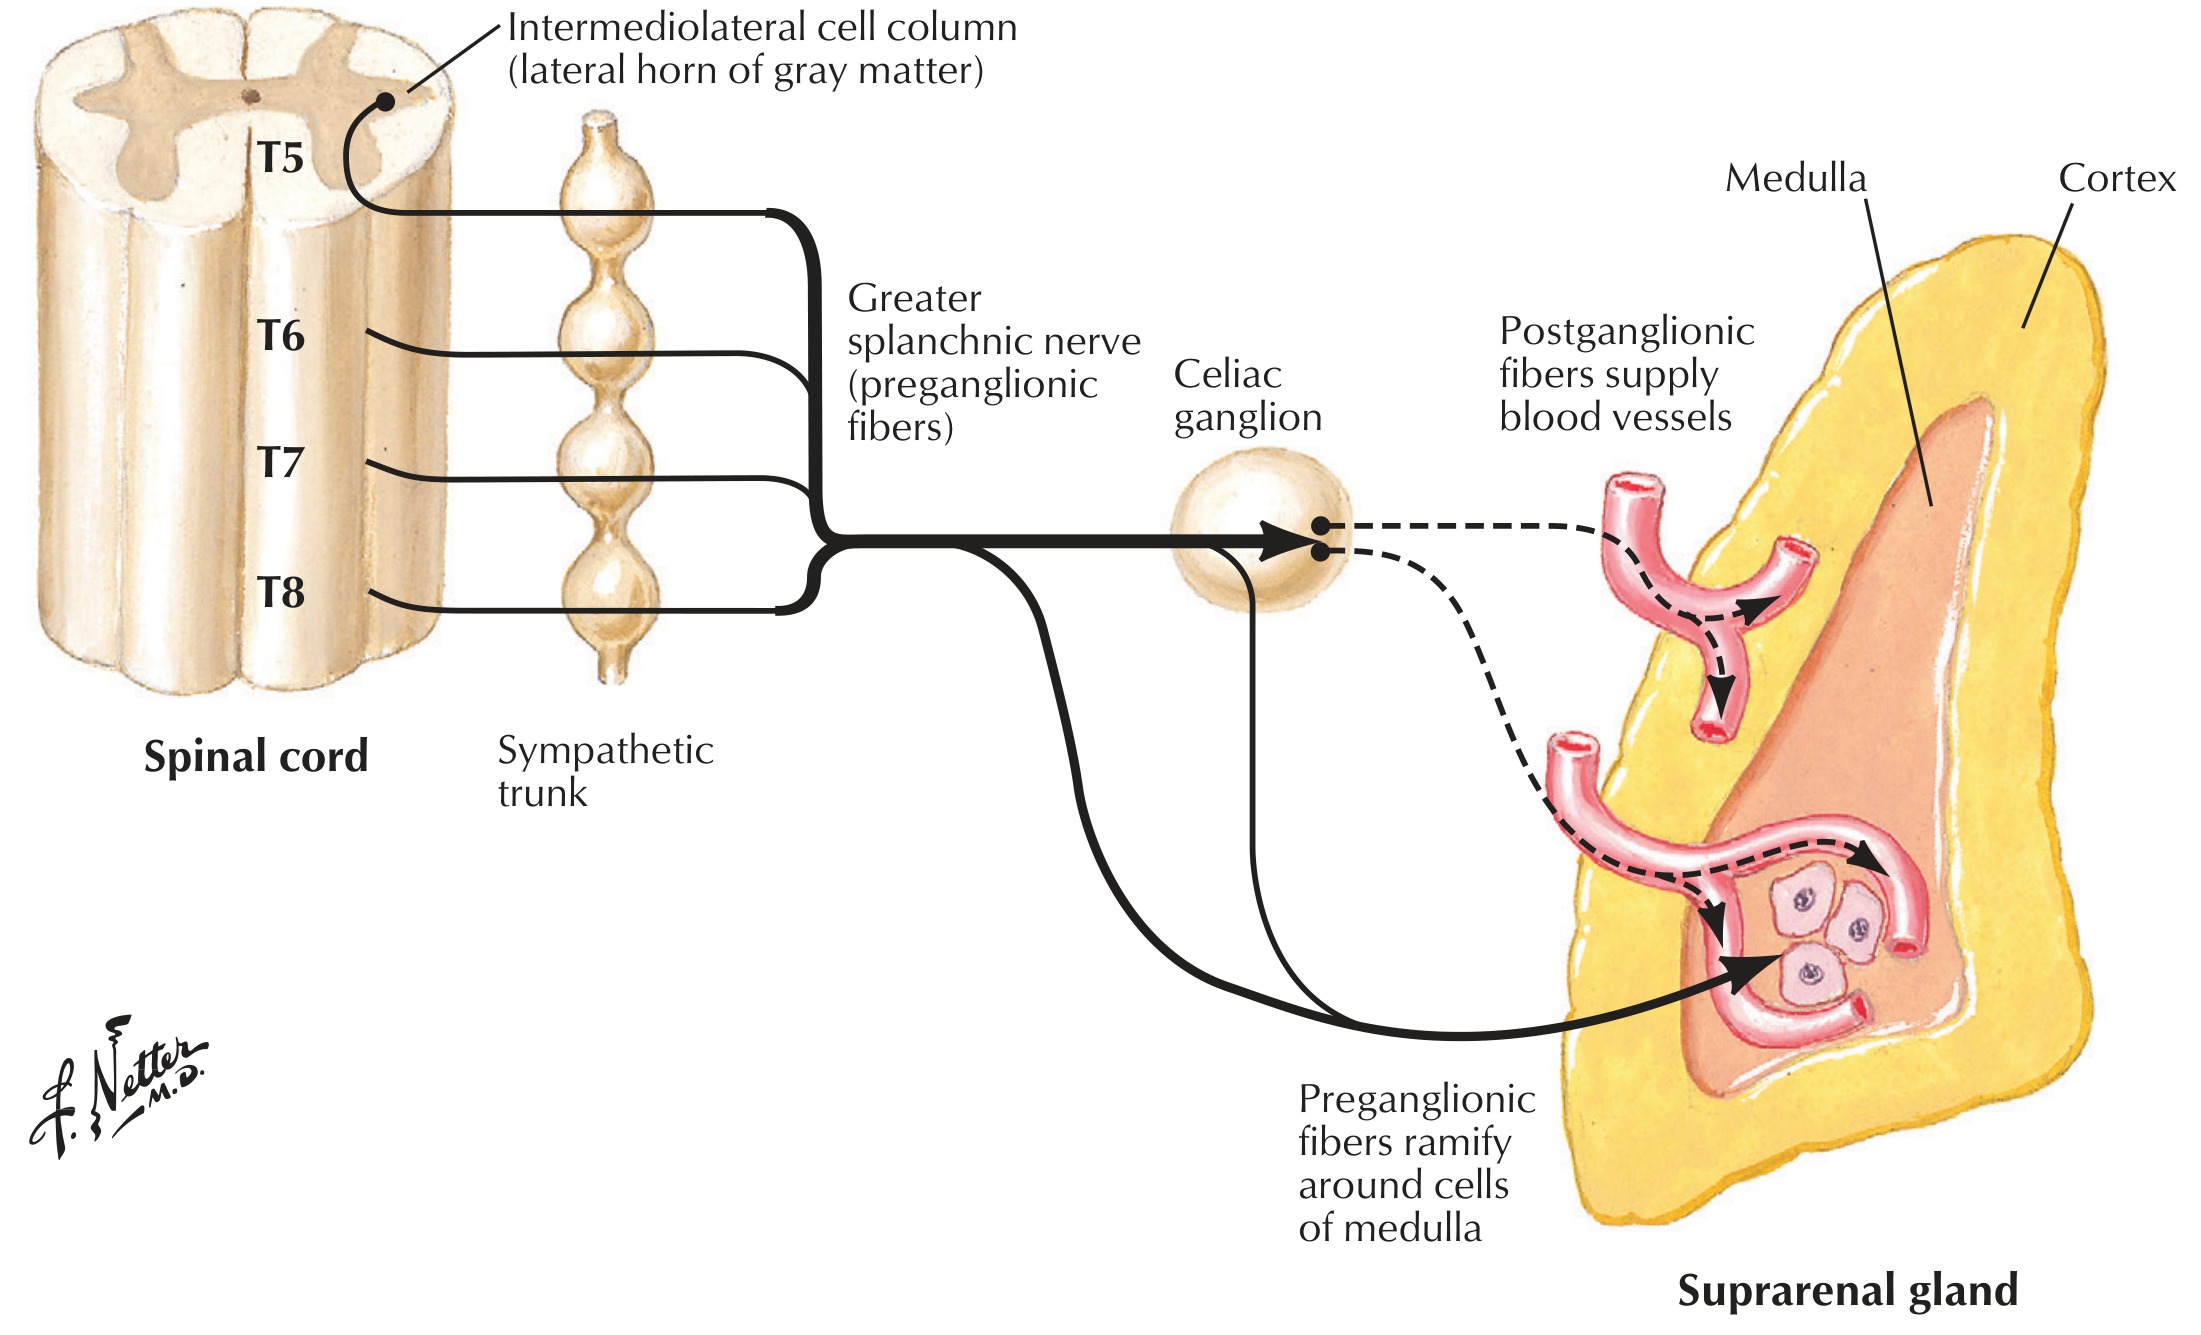 Intermediolateral cell column
(lateral horn of gray matter)
T5
T6
T7
T8
Spinal cord
Sympathetic
trunk
Greater
splanchnic nerve
(preganglionic
fibers)
Celiac
ganglion
Postganglionic
fibers supply
blood vessels
Medulla
Cortex
Preganglionic
fibers ramify
around cells
of medulla
Suprarenal gland
F. Netter
M.D.